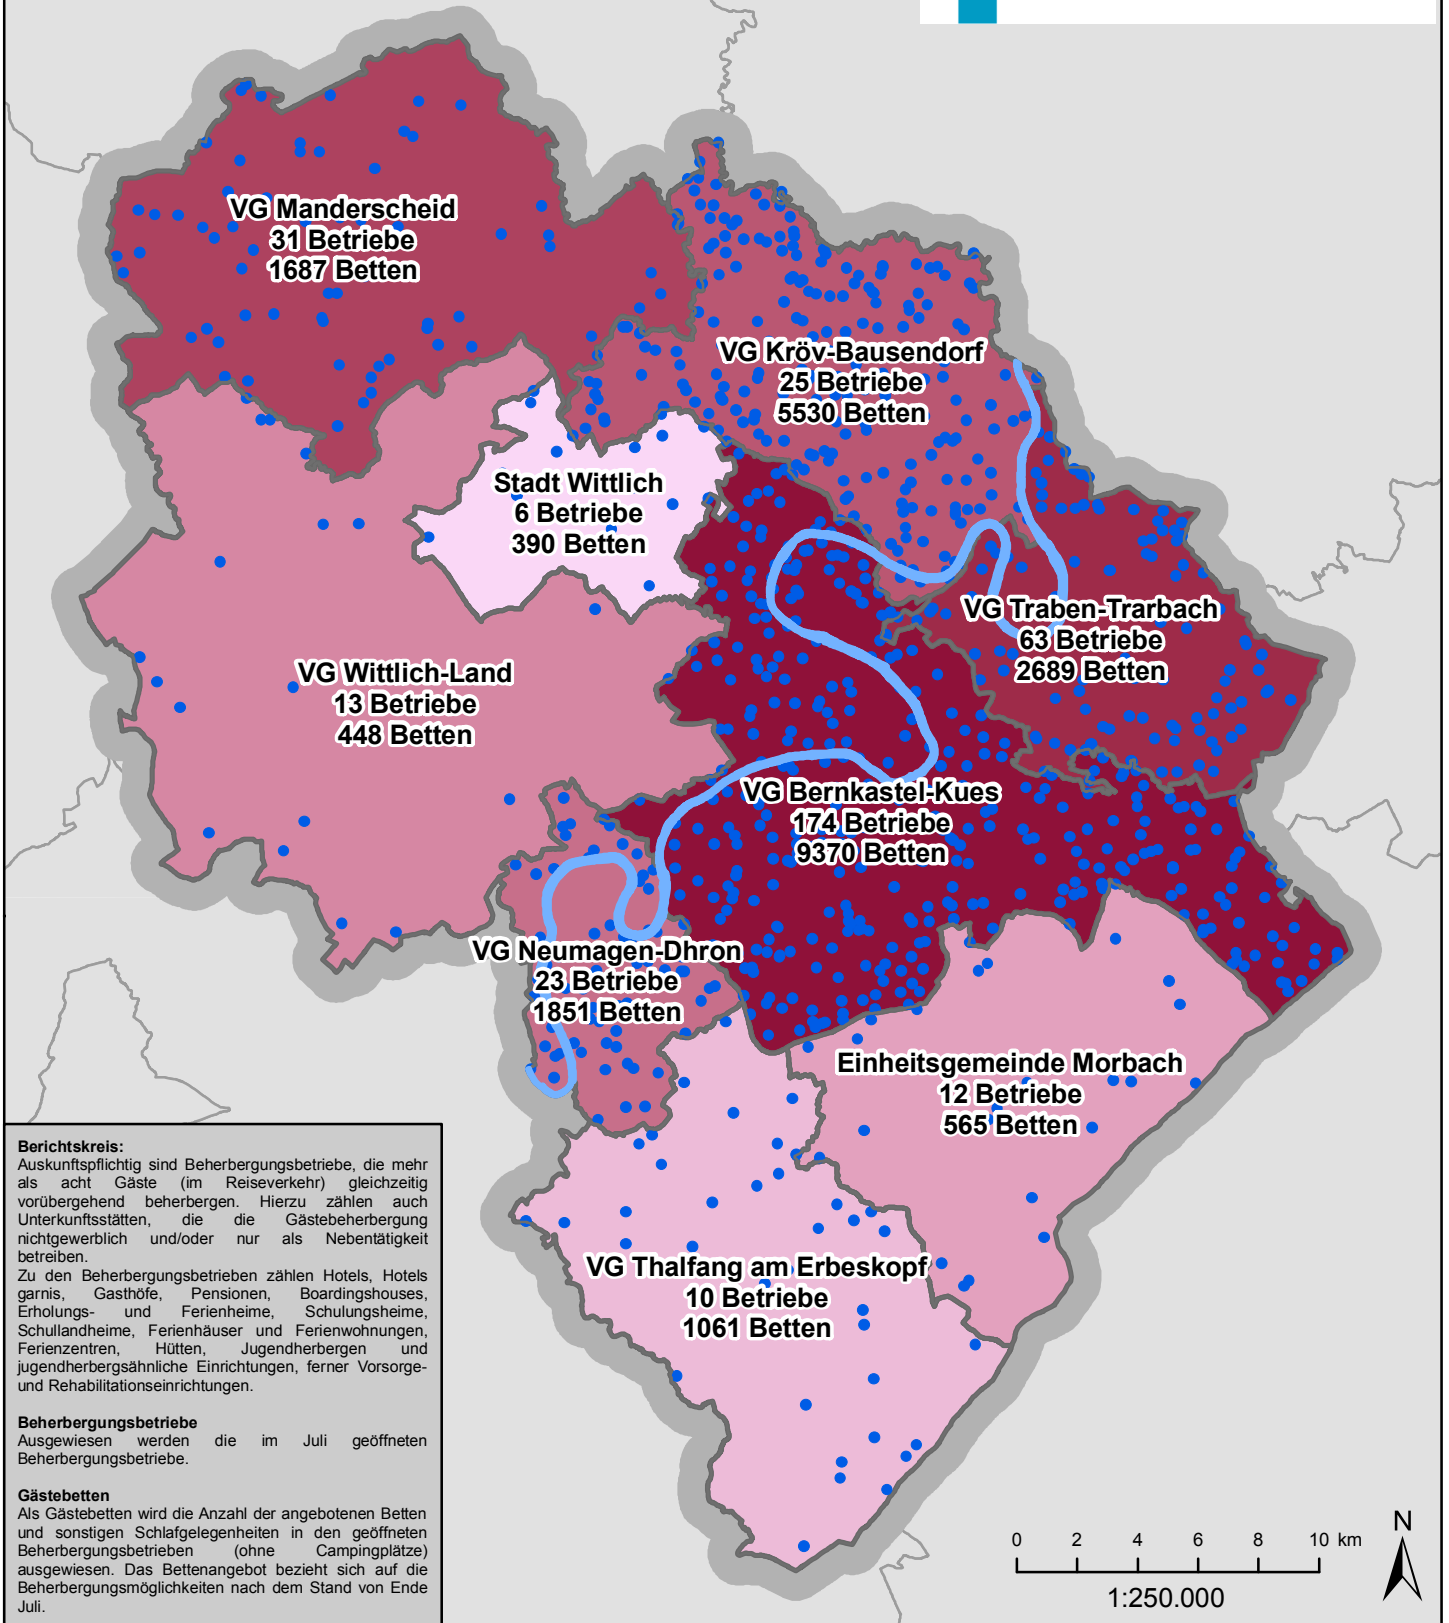 VG Manderscheid
31 Betriebe
1687 Betten
VG Kröv-Bausendorf
25 Betriebe
5530 Betten
Stadt Wittlich
6 Betriebe
390 Betten
VG Traben-Trarbach
63 Betriebe
2689 Betten
VG Wittlich-Land
13 Betriebe
448 Betten
VG Bernkastel-Kues
174 Betriebe
9370 Betten
VG Neumagen-Dhron
23 Betriebe
1851 Betten
Einheitsgemeinde Morbach
12 Betriebe
565 Betten
VG Thalfang am Erbeskopf
10 Betriebe
1061 Betten
Berichtskreis:
Auskunftspflichtig sind Beherbergungsbetriebe, die mehr
als acht Gäste (im Reiseverkehr) gleichzeitig
vorübergehend beherbergen. Hierzu zählen auch
Unterkunftsstätten, die die Gästebeherbergung
nichtgewerblich und/oder nur als Nebentätigkeit
betreiben.
Zu den Beherbergungsbetrieben zählen Hotels, Hotels
garnis, Gasthöfe, Pensionen, Boardingshouses,
Erholungs- und Ferienheime, Schulungsheime,
Schullandheime, Ferienhäuser und Ferienwohnungen,
Ferienzentren, Hütten, Jugendherbergen und
jugendherbergsähnliche Einrichtungen, ferner Vorsorge-
und Rehabilitationseinrichtungen.
Beherbergungsbetriebe
Ausgewiesen werden die im Juli geöffneten
Beherbergungsbetriebe.
Gästebetten
Als Gästebetten wird die Anzahl der angebotenen Betten
und sonstigen Schlafgelegenheiten in den geöffneten
Beherbergungsbetrieben (ohne Campingplätze)
ausgewiesen. Das Bettenangebot bezieht sich auf die
Beherbergungsmöglichkeiten nach dem Stand von Ende
Juli.
0 2 4 6 8 10 km
1:250.000
N